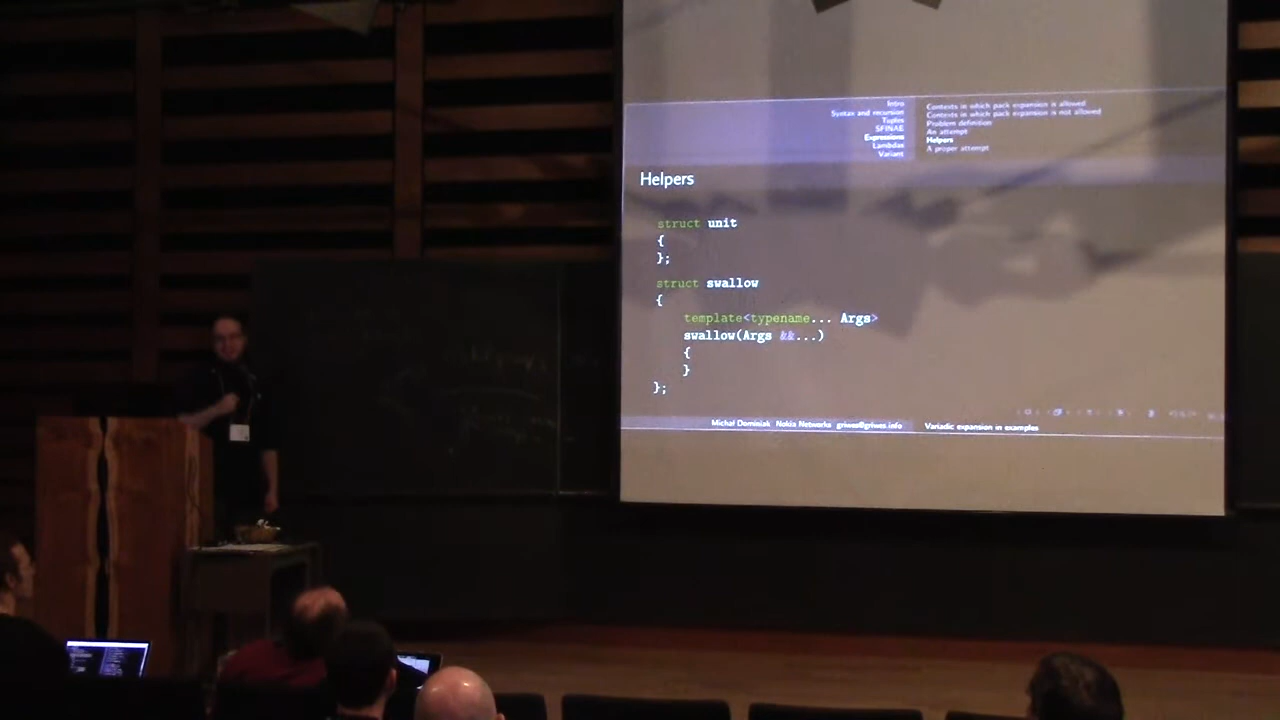 Intro
Syntax and recursion
Tuples
SFINAE
Expressions
Lambdas
Variant
Contexts in which pack expansion is allowed
Contexts in which pack expansion is not allowed
Problem definition
An attempt
Helpers
A proper attempt
Helpers
struct unit
{
};
struct swallow
{
template<typename... Args>
swallow(Args &&...)
{
}
};
Michał Dominiak Nokia Networks griwes@griwes.info
Variadic expansion in examples